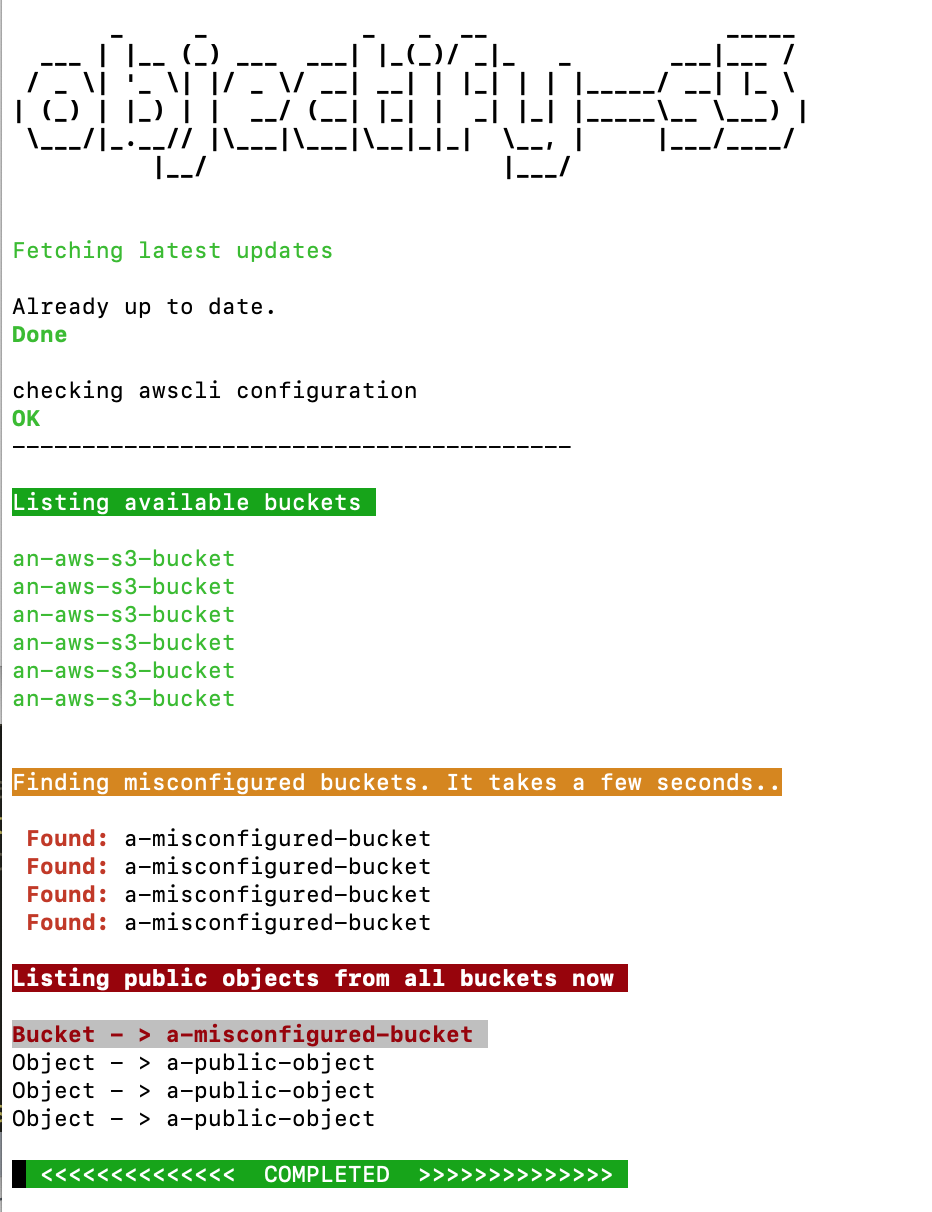 objectify-s3
Fetching latest updates
Already up to date.
Done
checking awscli configuration
OK
----------------------------------------
Listing available buckets
an-aws-s3-bucket
an-aws-s3-bucket
an-aws-s3-bucket
an-aws-s3-bucket
an-aws-s3-bucket
an-aws-s3-bucket
Finding misconfigured buckets. It takes a few seconds..
Found: a-misconfigured-bucket
Found: a-misconfigured-bucket
Found: a-misconfigured-bucket
Found: a-misconfigured-bucket
Listing public objects from all buckets now
Bucket - > a-misconfigured-bucket
Object - > a-public-object
Object - > a-public-object
Object - > a-public-object
<<<<<<<<<<<<<< COMPLETED >>>>>>>>>>>>>>